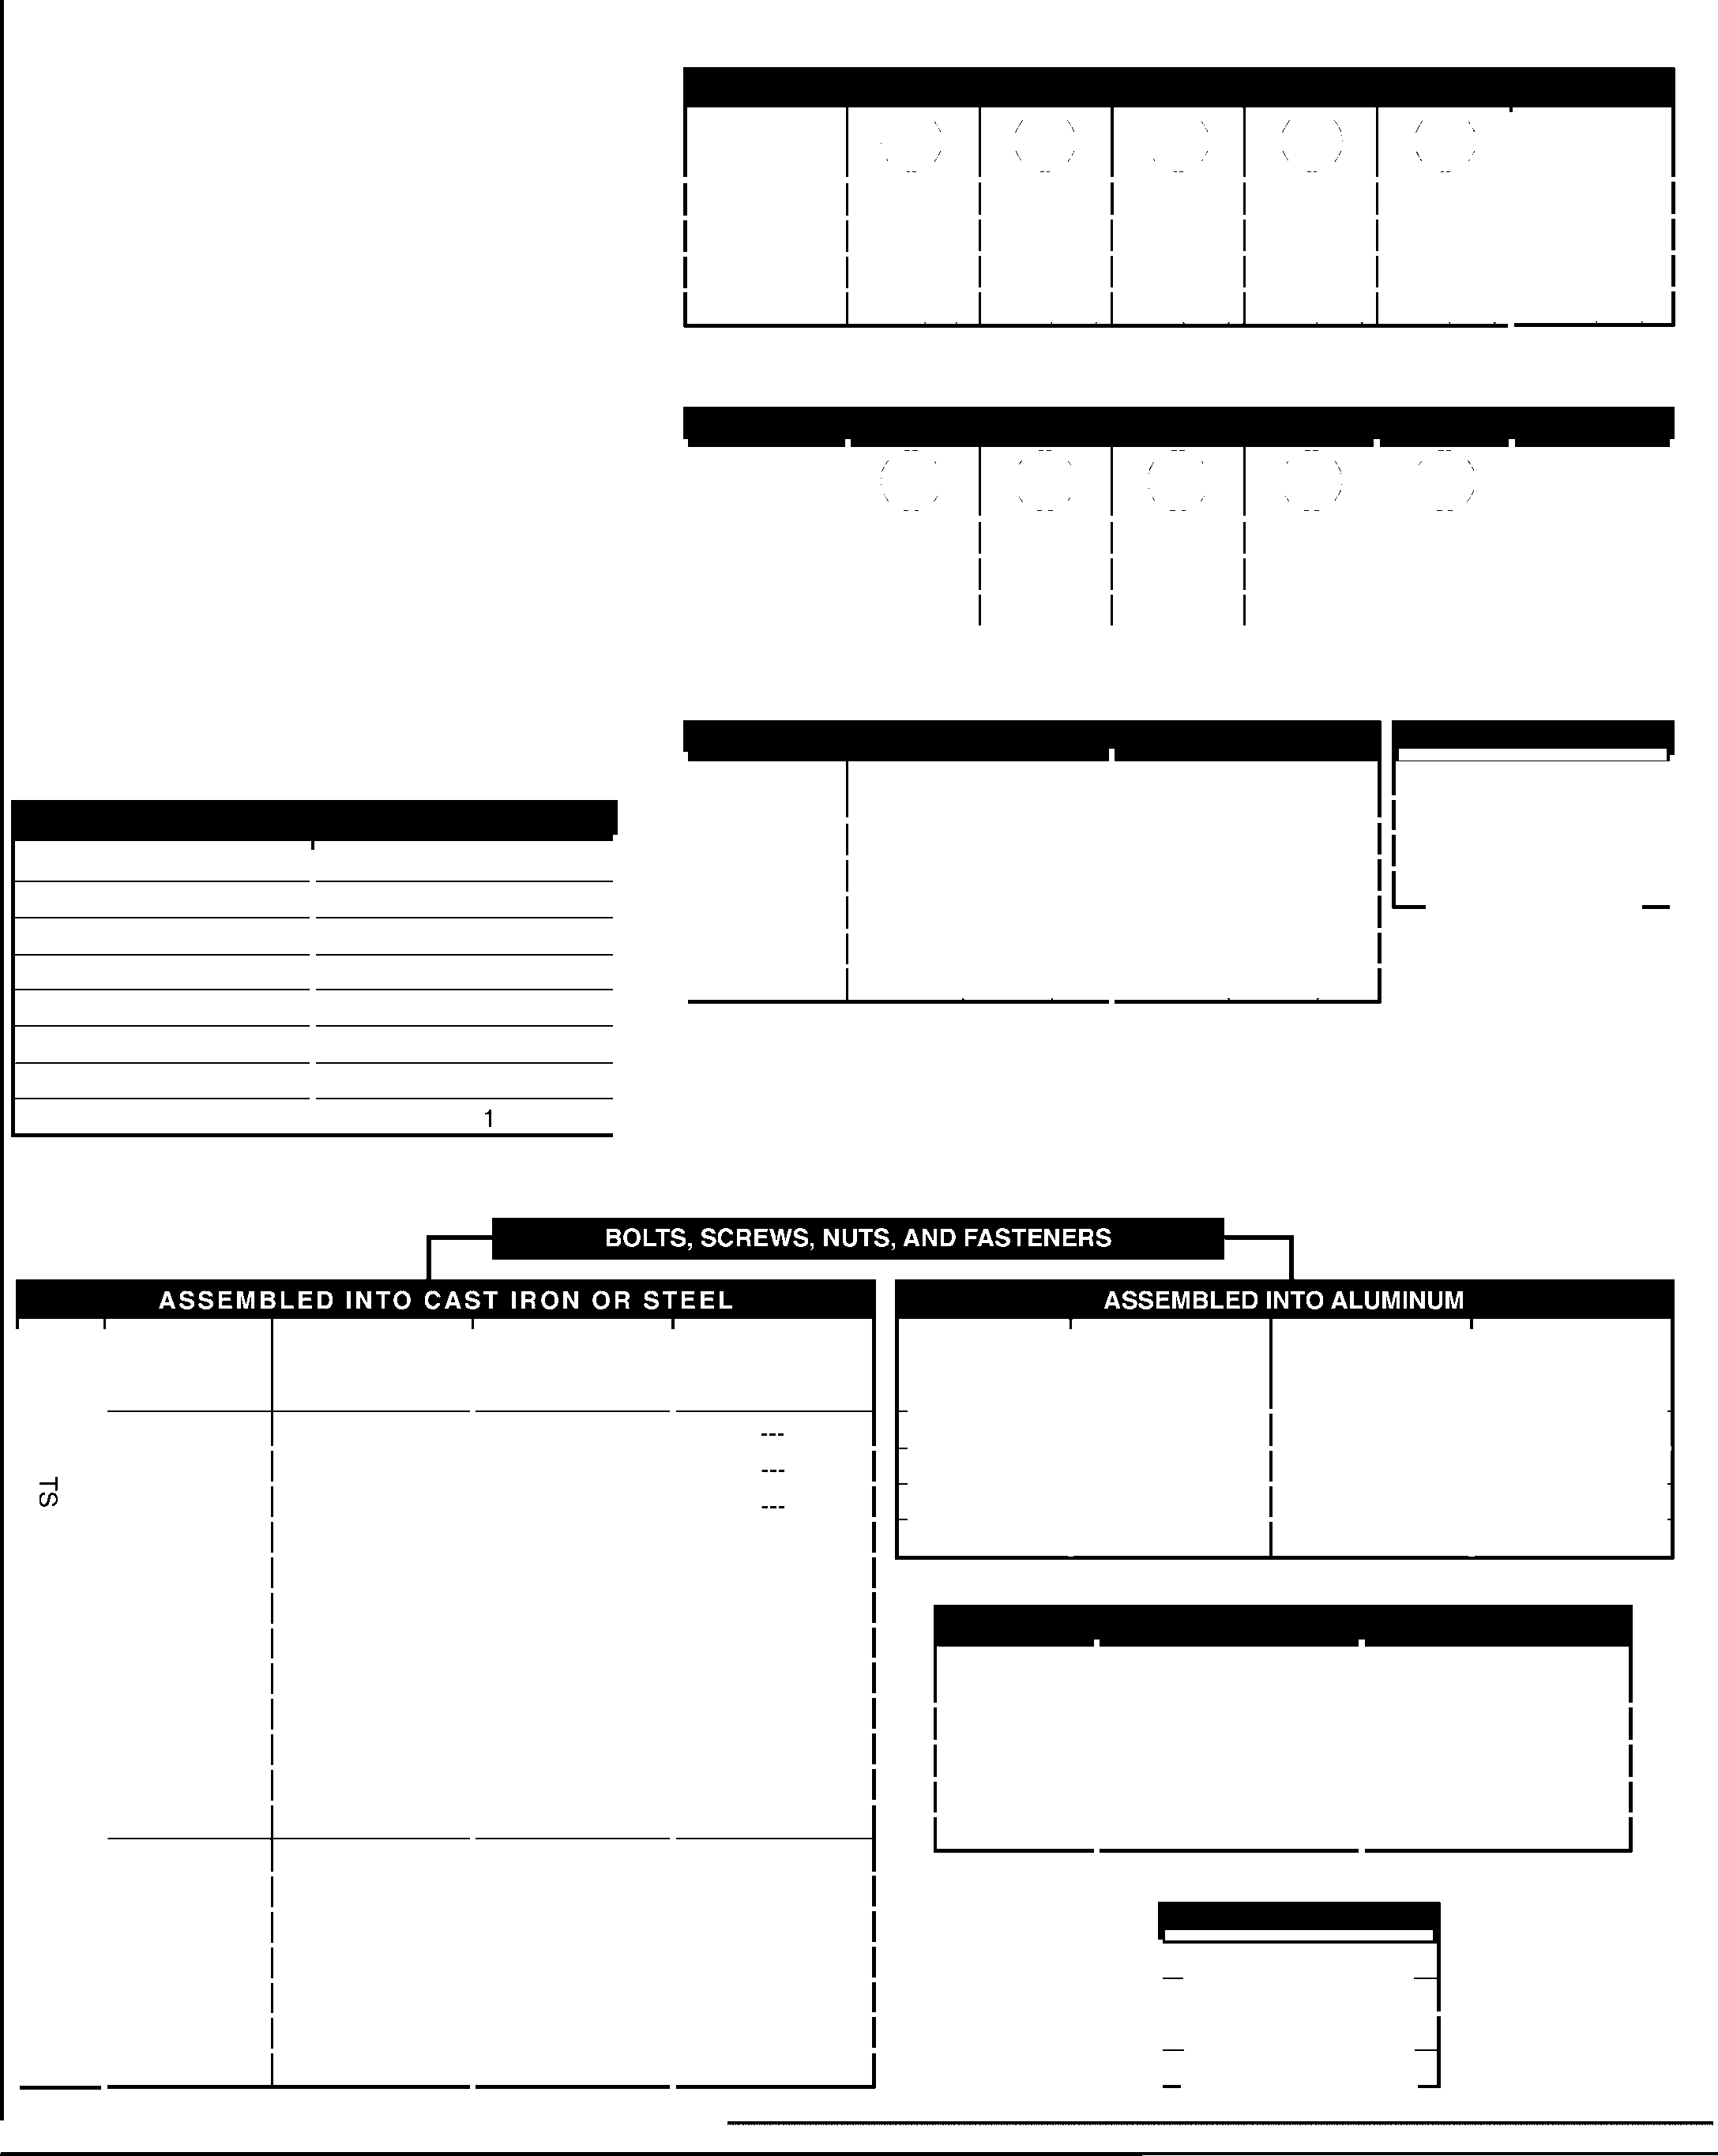 1
BOLTS, SCREWS, NUTS, AND FASTENERS
ASSEMBLED INTO CAST IRON OR STEEL
ASSEMBLED INTO ALUMINUM
---
---
TS
---